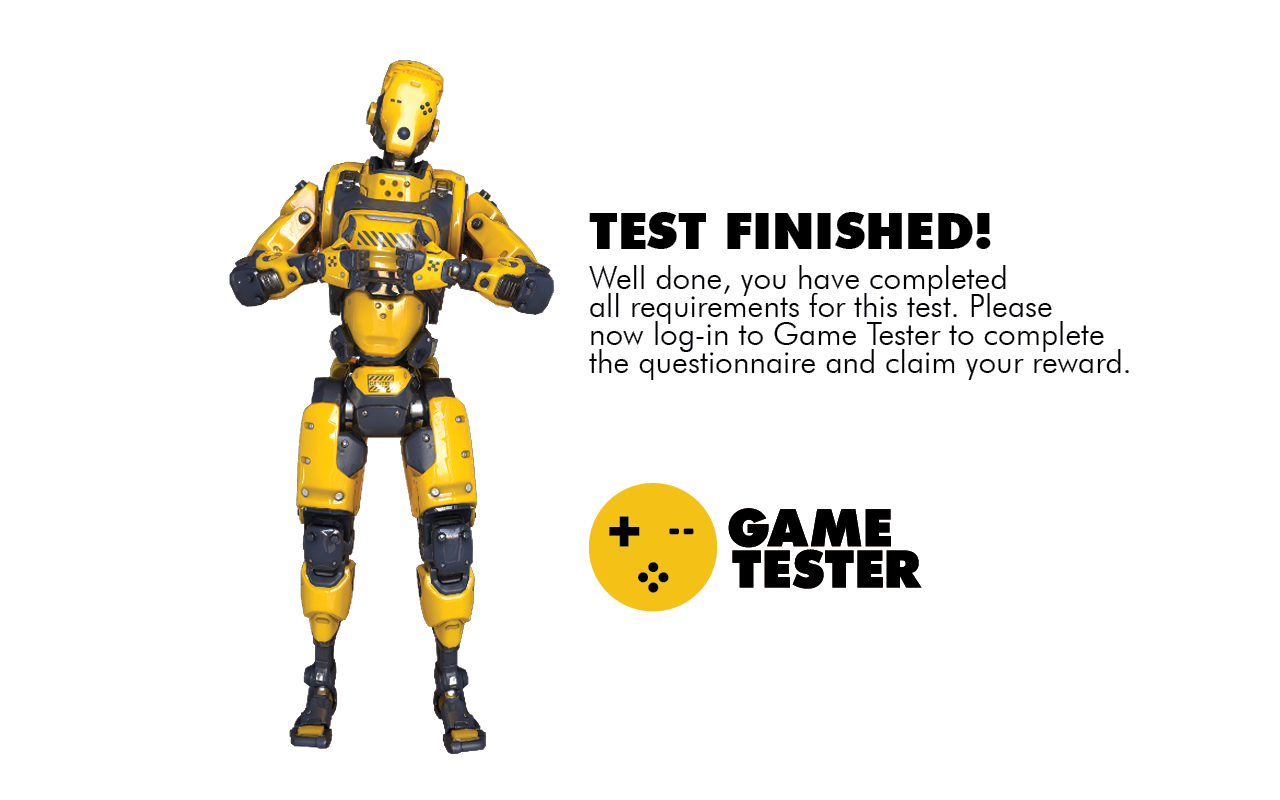 TEST FINISHED!
Well done, you have completed
all requirements for this test. Please
now log-in to Game Tester to complete
the questionnaire and claim your reward.
GAME
TESTER